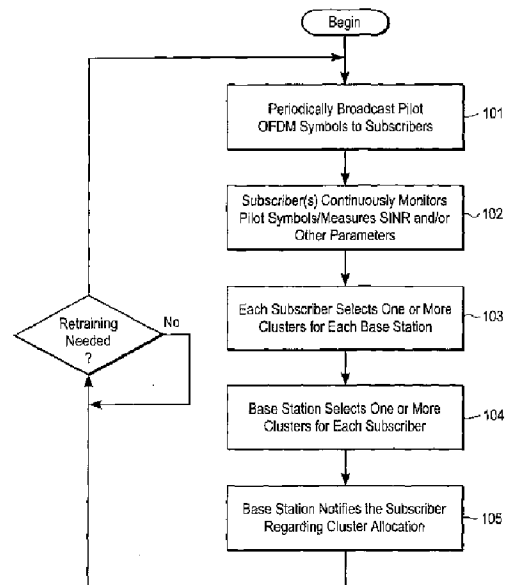 Begin
Periodically Broadcast Pilot
OFDM Symbols to Subscribers
101
Subscriber(s) Continuously Monitors
Pilot Symbols/Measures SINR and/or
Other Parameters
102
Each Subscriber Selects One or More
Clusters for Each Base Station
103
Base Station Selects One or More
Clusters for Each Subscriber
104
Base Station Notifies the Subscriber
Regarding Cluster Allocation
105
Retraining
Needed
?
No